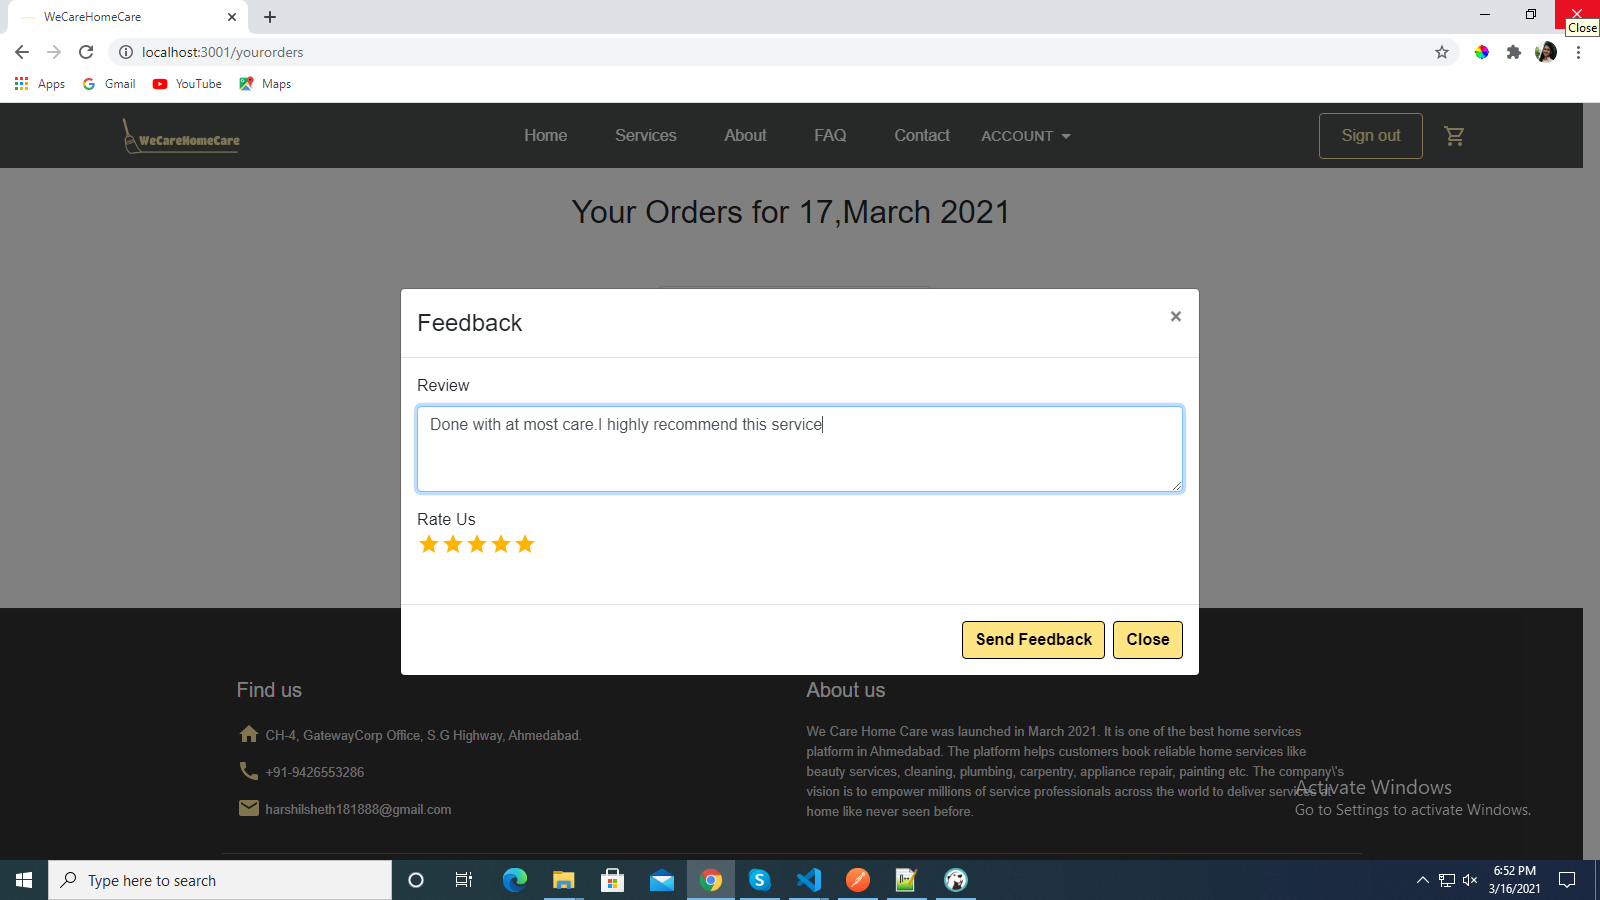 WeCareHomeCare
Close
localhost:3001/yourorders
Apps
Gmail
YouTube
Maps
WeCareHomeCare
Home
Services
About
FAQ
Contact
ACCOUNT
Sign out
Your Orders for 17,March 2021
Feedback
×
Review
Done with at most care.I highly recommend this service
Rate Us
Send Feedback
Close
Find us
CH-4, GatewayCorp Office, S.G Highway, Ahmedabad.
+91-9426553286
harshilsheth181888@gmail.com
About us
We Care Home Care was launched in March 2021. It is one of the best home services
platform in Ahmedabad. The platform helps customers book reliable home services like
beauty services, cleaning, plumbing, carpentry, appliance repair, painting etc. The company\'s
vision is to empower millions of service professionals across the world to deliver services at
home like never seen before.
Activate Windows
Go to Settings to activate Windows.
Type here to search
6:52 PM
3/16/2021